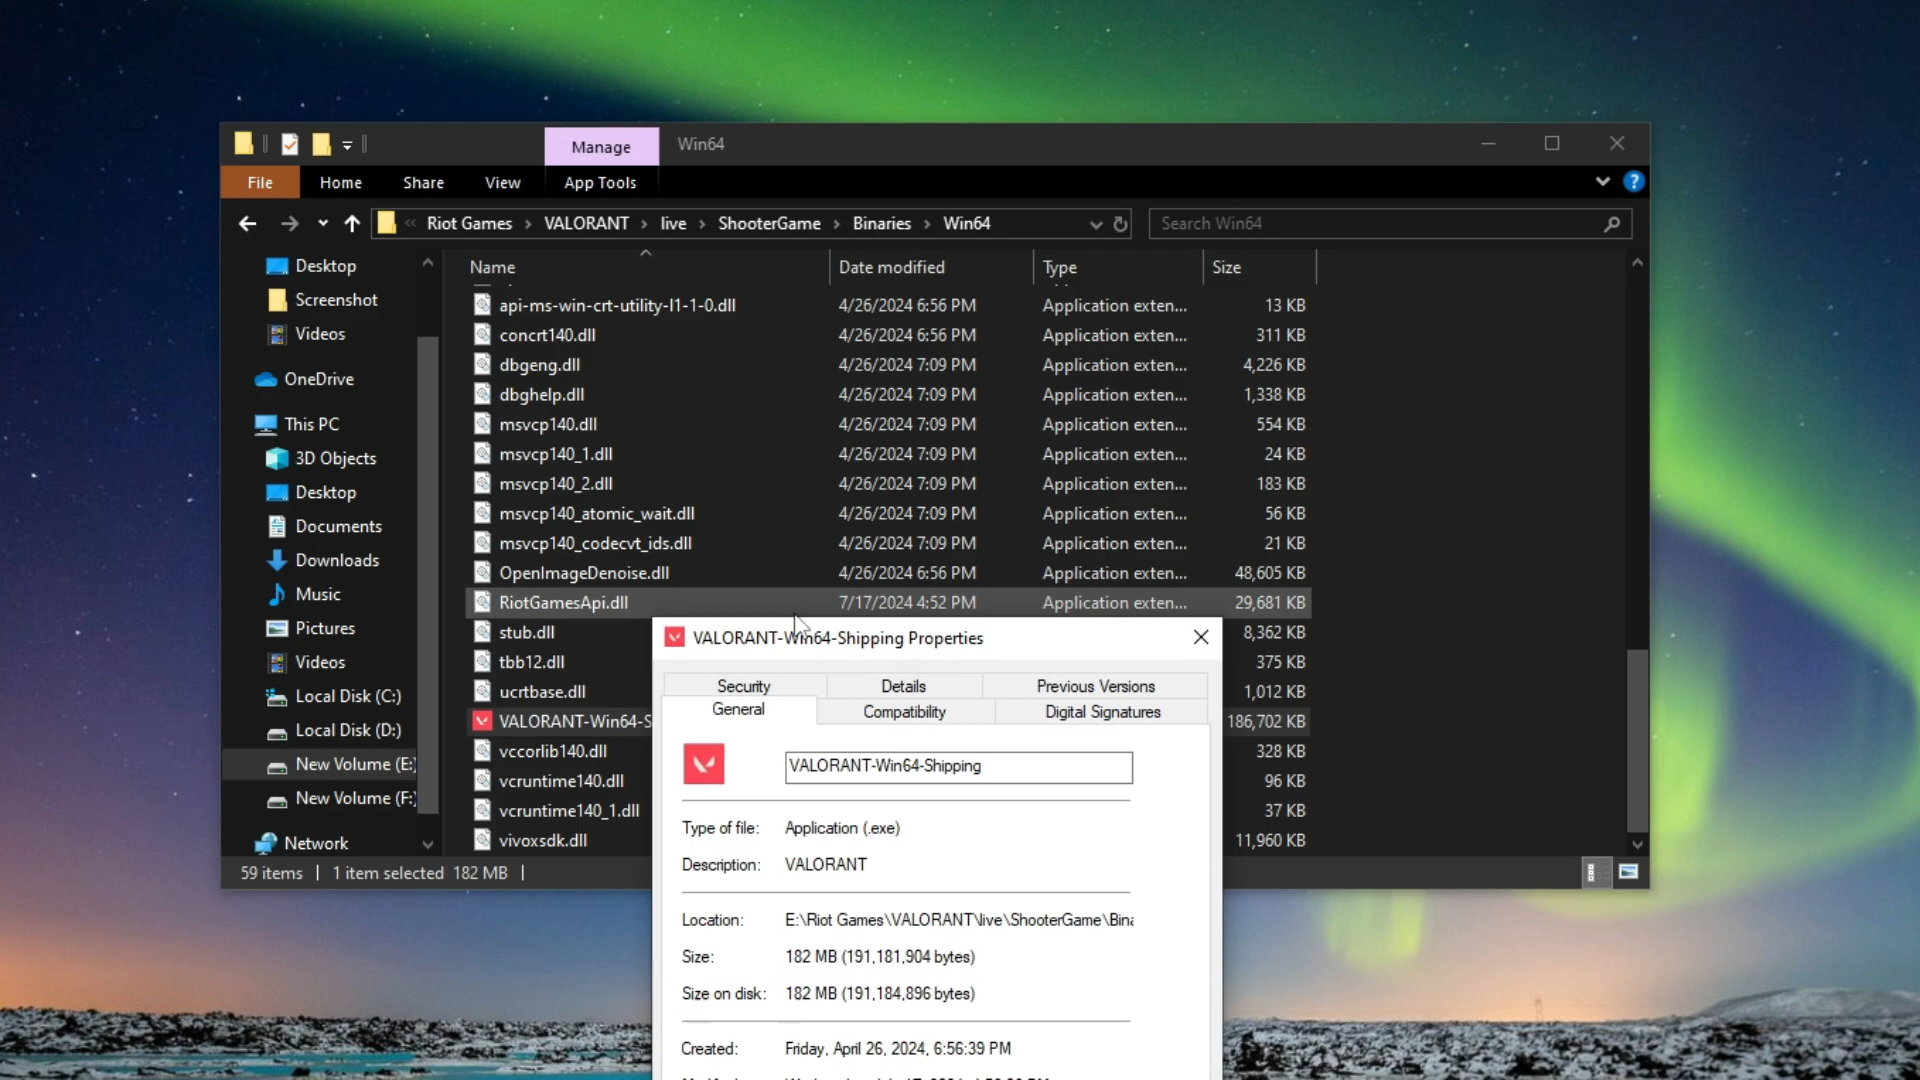 Manage
Win64
File
Home
Share
View
App Tools
Riot Games
VALORANT
live
ShooterGame
Binaries
Win64
Search Win64
Desktop
Screenshot
Videos
OneDrive
This PC
3D Objects
Desktop
Documents
Downloads
Music
Pictures
Videos
Local Disk (C:)
Local Disk (D:)
New Volume (E:)
New Volume (F:)
Network
Name Date modified Type Size
api-ms-win-crt-utility-l1-1-0.dll 4/26/2024 6:56 PM Application exten... 13 KB
concrt140.dll 4/26/2024 6:56 PM Application exten... 311 KB
dbgeng.dll 4/26/2024 7:09 PM Application exten... 4,226 KB
dbghelp.dll 4/26/2024 7:09 PM Application exten... 1,338 KB
msvcp140.dll 4/26/2024 7:09 PM Application exten... 554 KB
msvcp140_1.dll 4/26/2024 7:09 PM Application exten... 24 KB
msvcp140_2.dll 4/26/2024 7:09 PM Application exten... 183 KB
msvcp140_atomic_wait.dll 4/26/2024 7:09 PM Application exten... 56 KB
msvcp140_codecvt_ids.dll 4/26/2024 7:09 PM Application exten... 21 KB
OpenImageDenoise.dll 4/26/2024 6:56 PM Application exten... 48,605 KB
RiotGamesApi.dll 7/17/2024 4:52 PM Application exten... 29,681 KB
stub.dll 8,362 KB
tbb12.dll 375 KB
ucrtbase.dll 1,012 KB
VALORANT-Win64-S 186,702 KB
vccorlib140.dll 328 KB
vcruntime140.dll 96 KB
vcruntime140_1.dll 37 KB
vivoxsdk.dll 11,960 KB
59 items 1 item selected 182 MB
VALORANT-Win64-Shipping Properties
Security Details Previous Versions
General Compatibility Digital Signatures
VALORANT-Win64-Shipping
Type of file: Application (.exe)
Description: VALORANT
Location: E:\Riot Games\VALORANT\live\ShooterGame\Bina
Size: 182 MB (191,181,904 bytes)
Size on disk: 182 MB (191,184,896 bytes)
Created: Friday, April 26, 2024, 6:56:39 PM